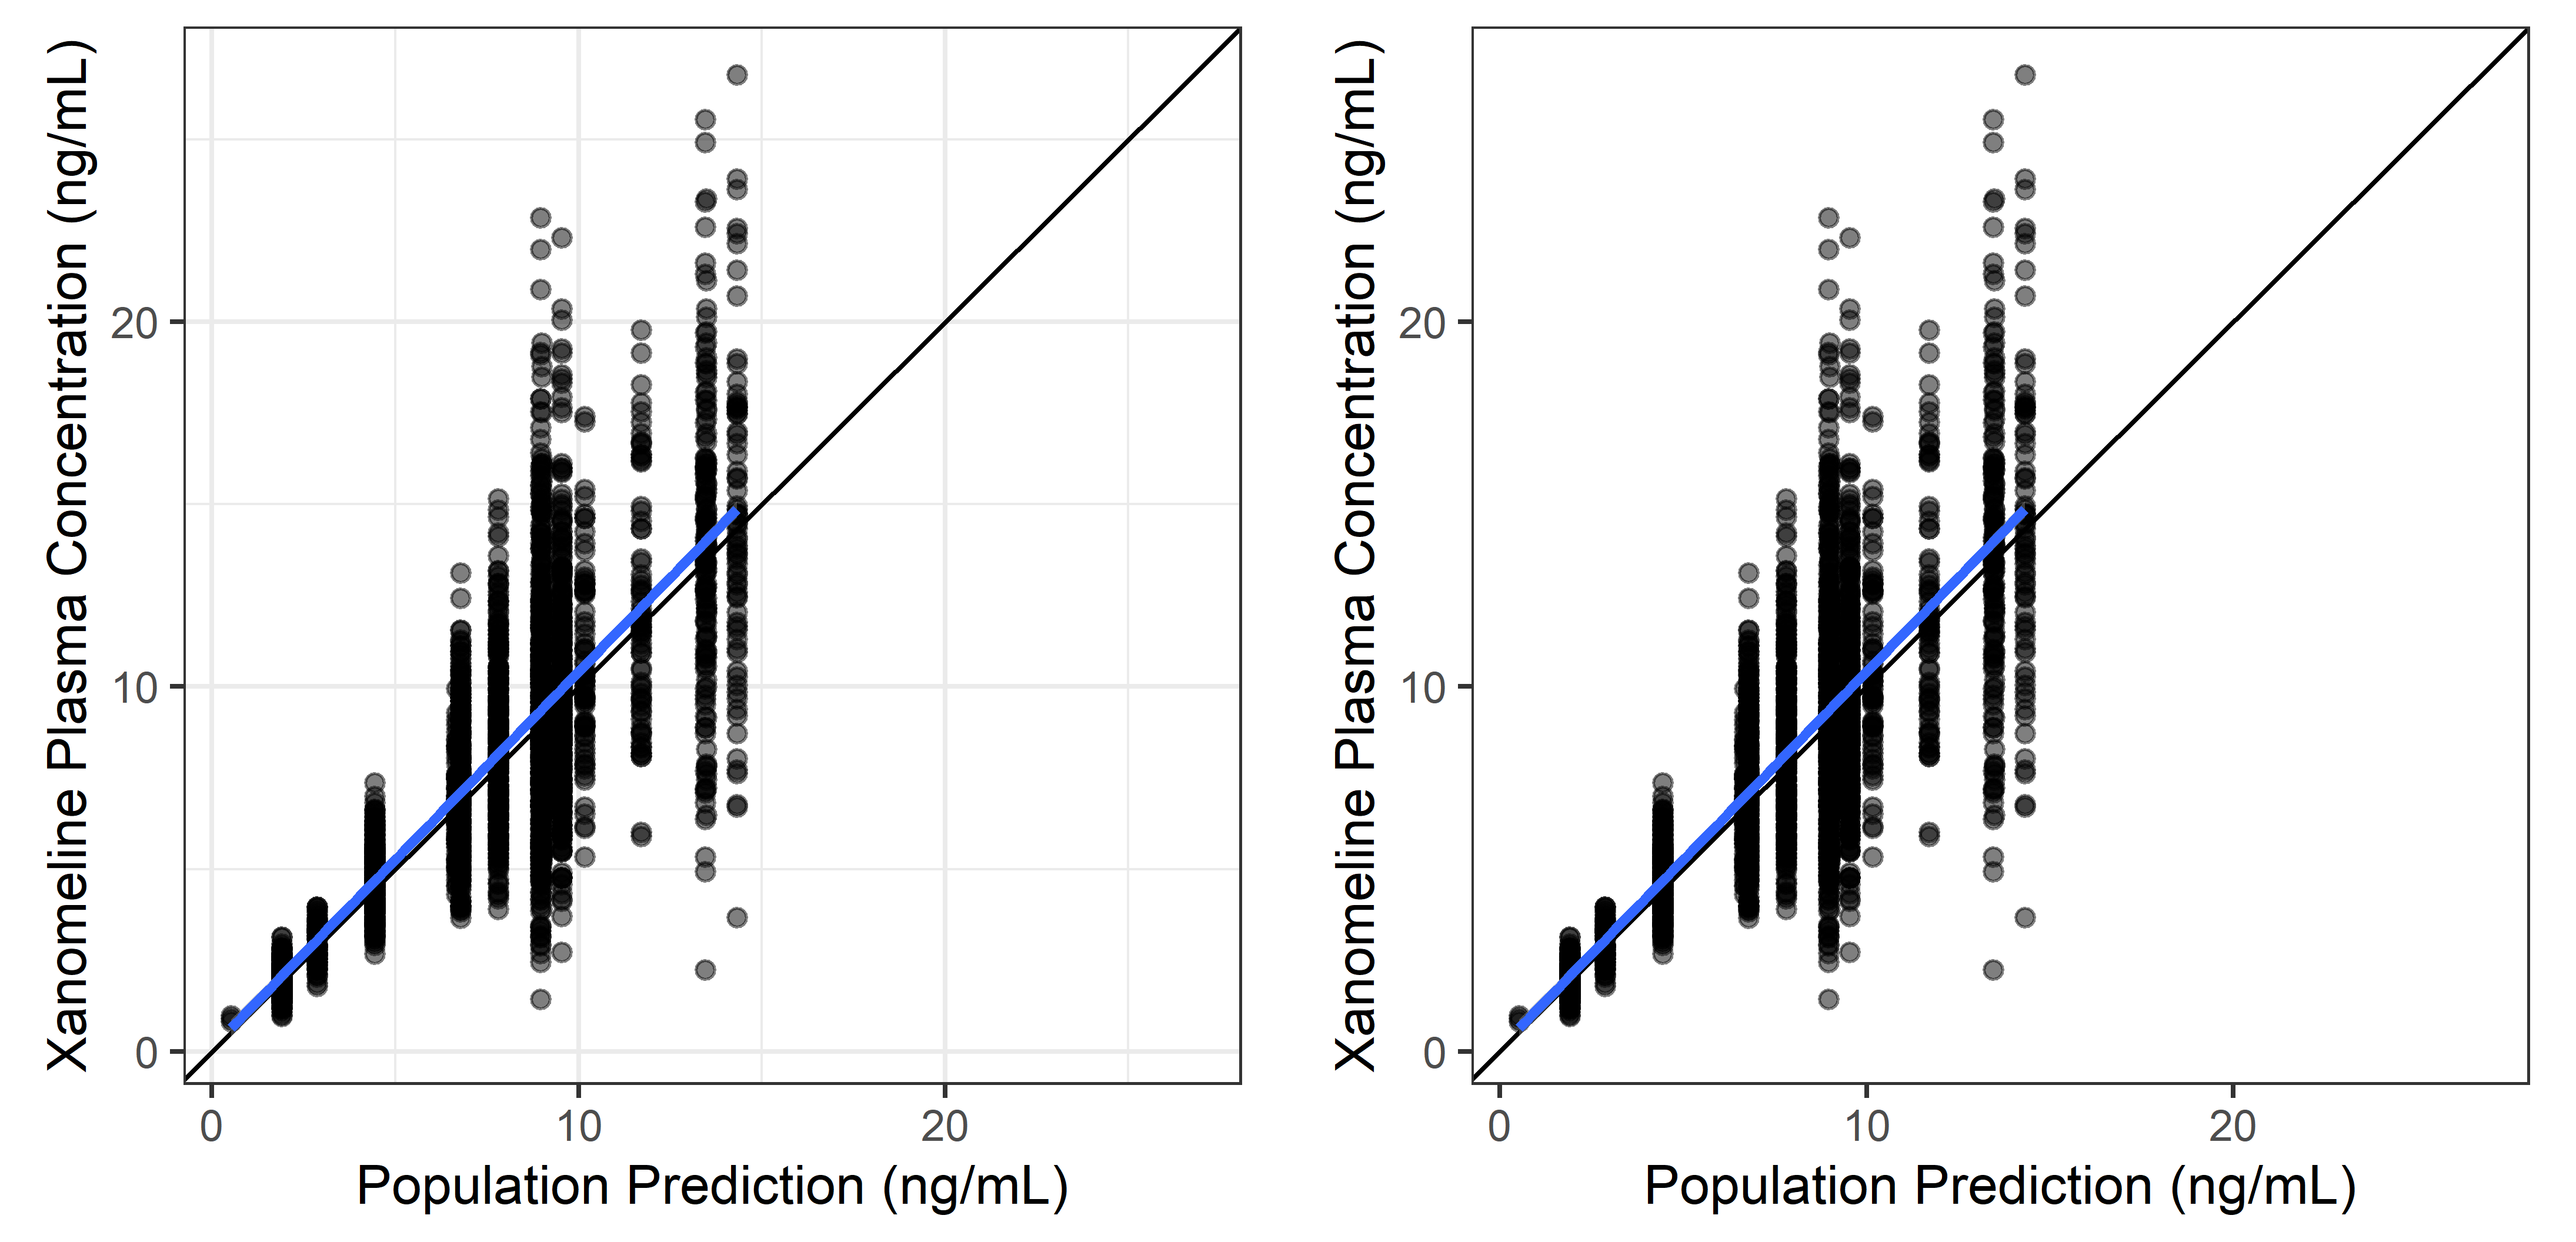 Xanomeline Plasma Concentration (ng/mL)
20
10
0
0 10 20
Population Prediction (ng/mL)
Xanomeline Plasma Concentration (ng/mL)
20
10
0
0 10 20
Population Prediction (ng/mL)